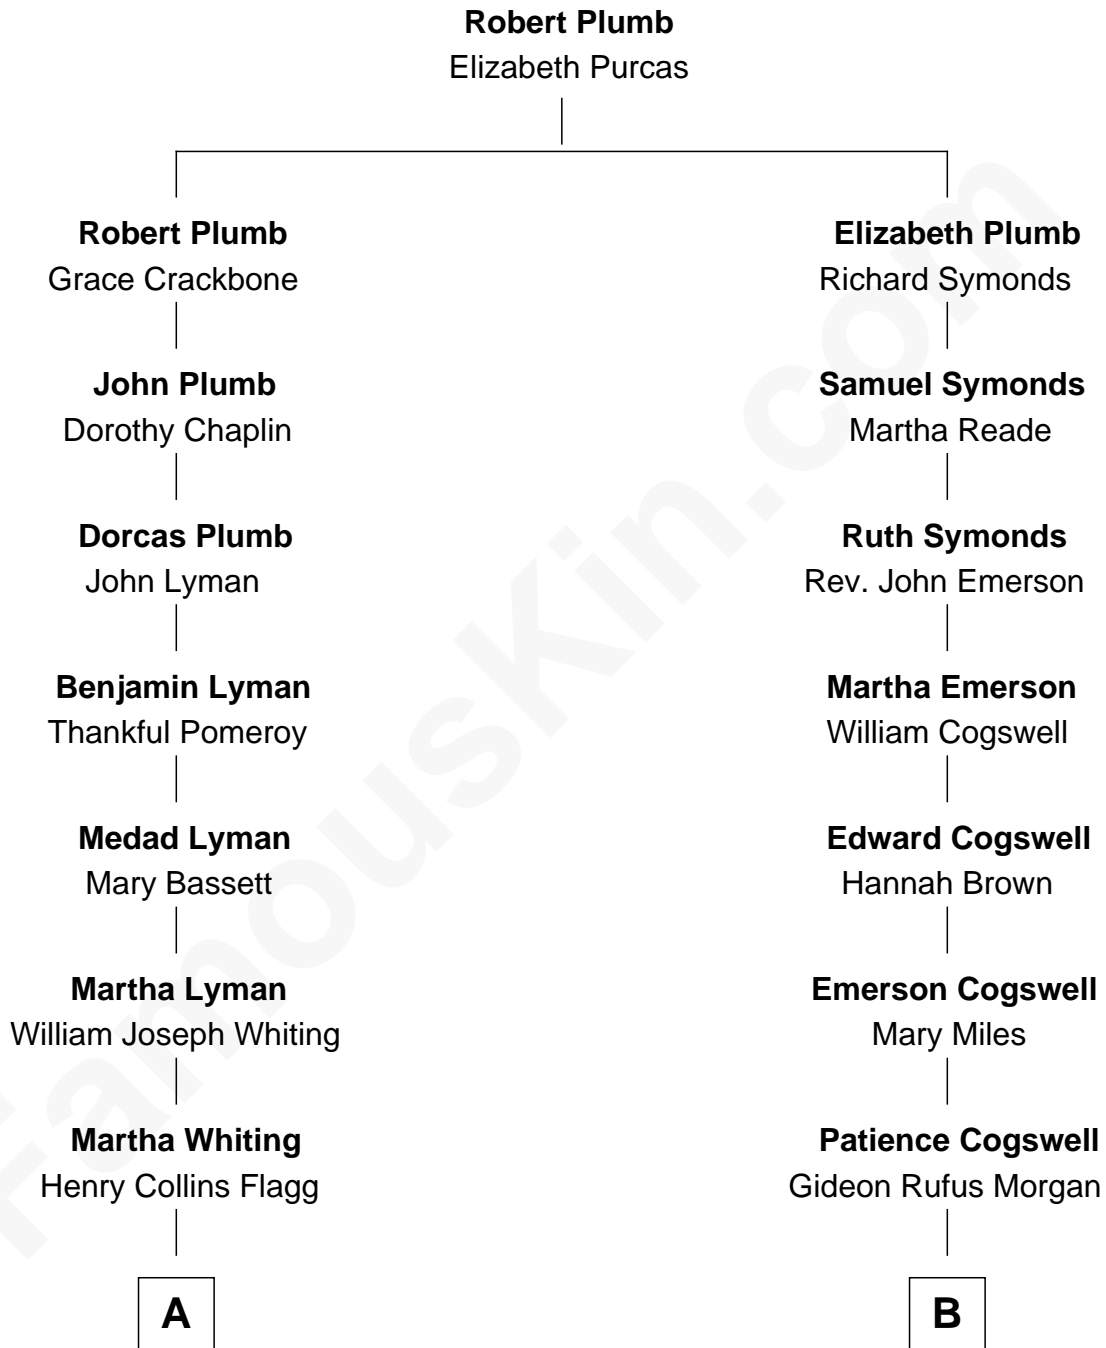 Robert Plumb
Elizabeth Purcas
Robert Plumb
Grace Crackbone
Elizabeth Plumb
Richard Symonds
John Plumb
Dorothy Chaplin
Samuel Symonds
Martha Reade
Dorcas Plumb
John Lyman
Ruth Symonds
Rev. John Emerson
Benjamin Lyman
Thankful Pomeroy
Martha Emerson
William Cogswell
Medad Lyman
Mary Bassett
Edward Cogswell
Hannah Brown
Martha Lyman
William Joseph Whiting
Emerson Cogswell
Mary Miles
Martha Whiting
Henry Collins Flagg
Patience Cogswell
Gideon Rufus Morgan
A
B
FamousKin.com